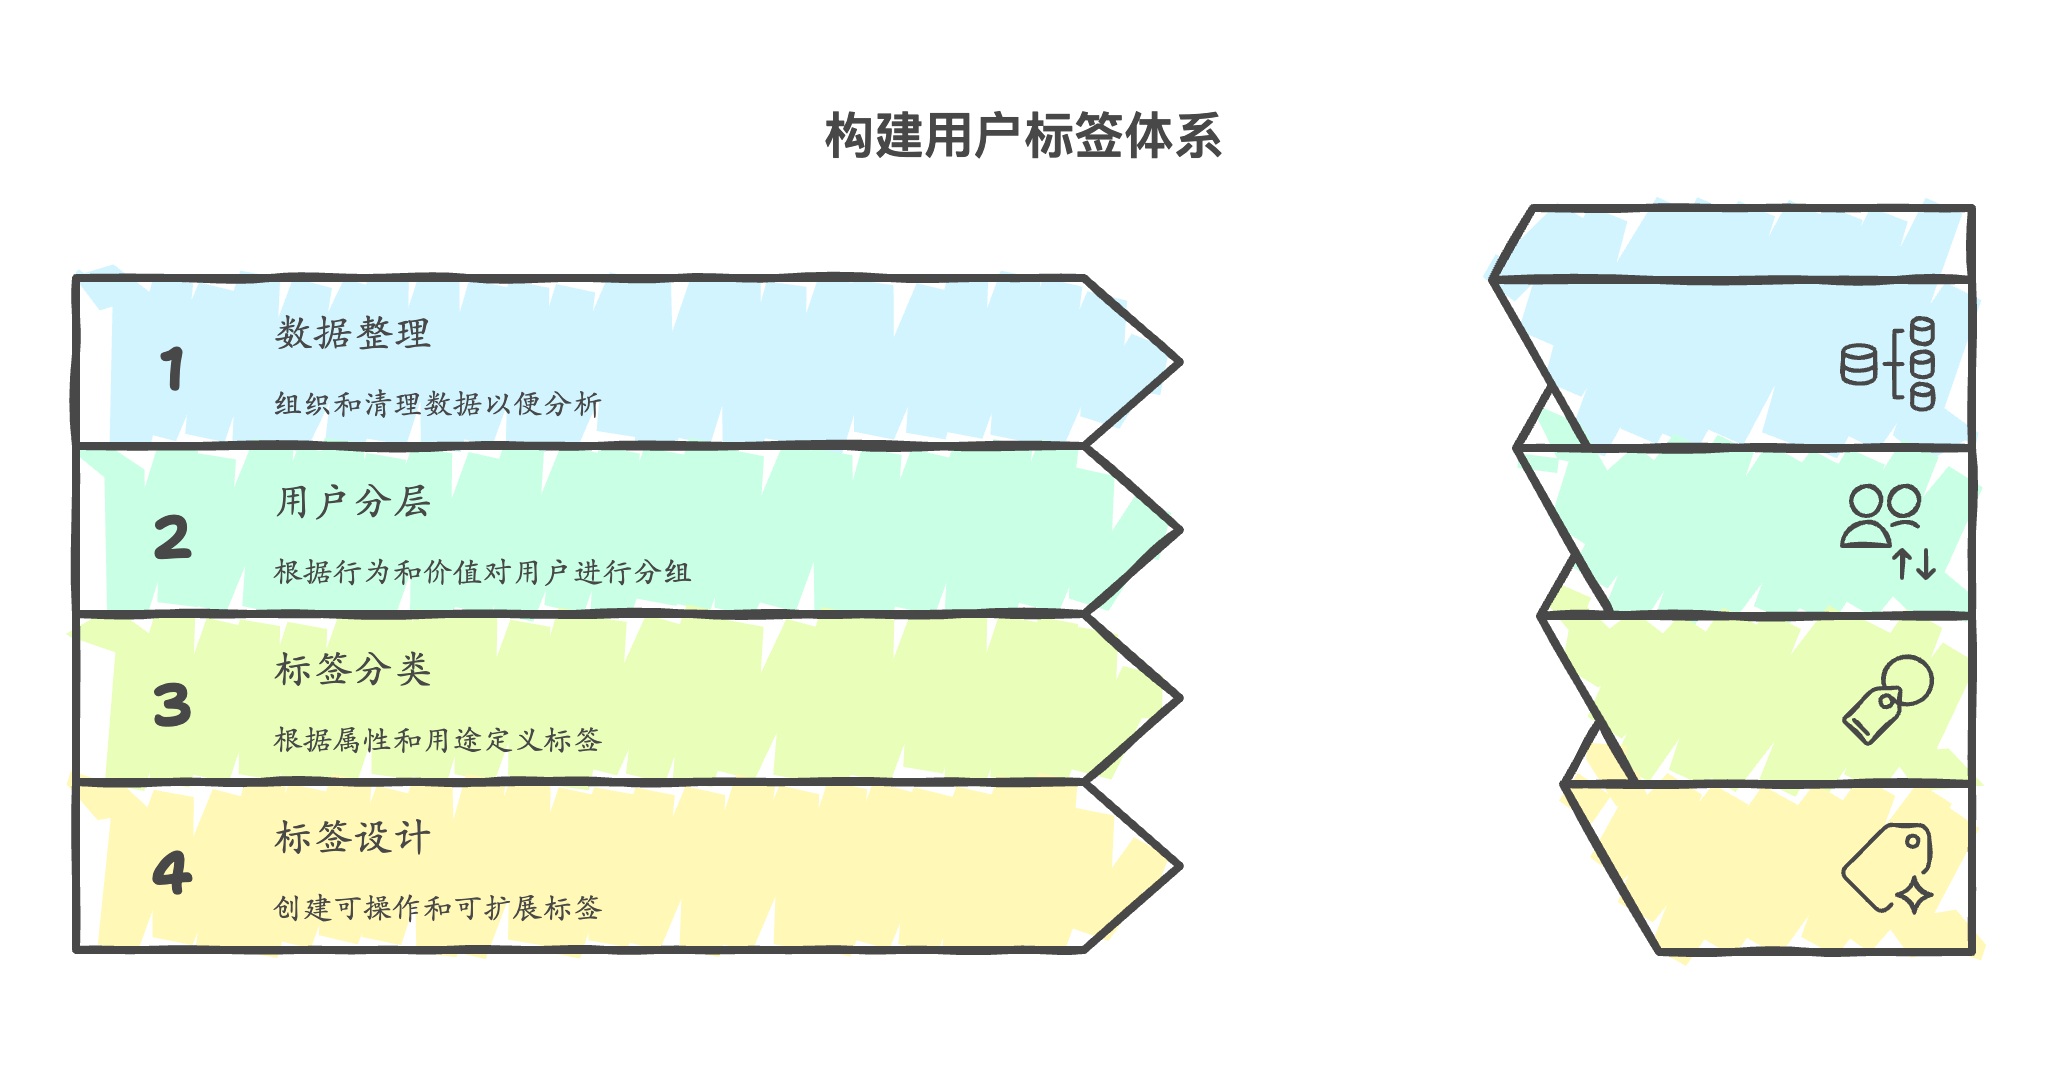 构建用户标签体系
1
数据整理
组织和清理数据以便分析
2
用户分层
根据行为和价值对用户进行分组
3
标签分类
根据属性和用途定义标签
4
标签设计
创建可操作和可扩展标签